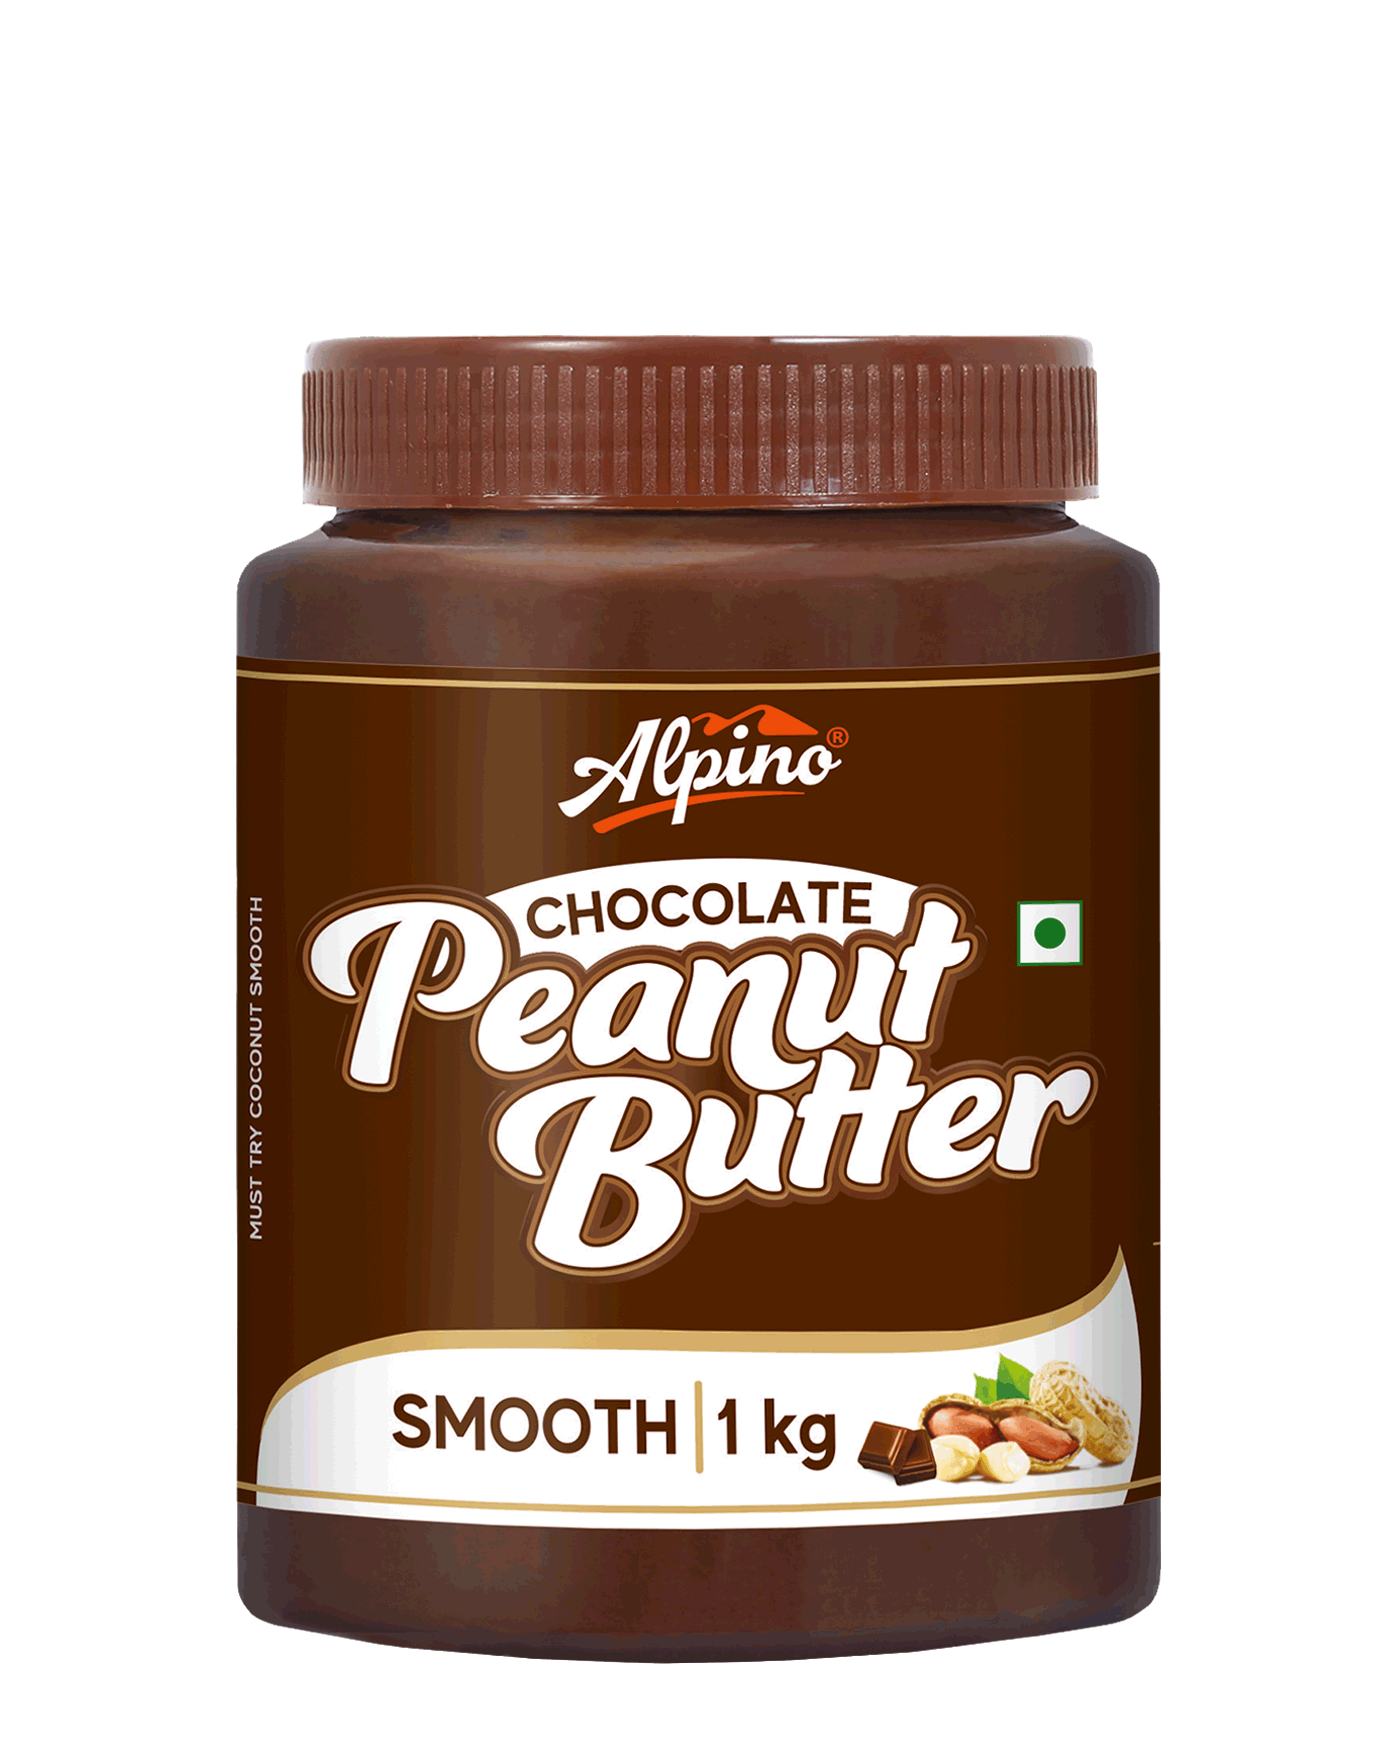 Alpino®
CHOCOLATE
Peanut
Butter
SMOOTH | 1 kg
MUST TRY COCONUT SMOOTH